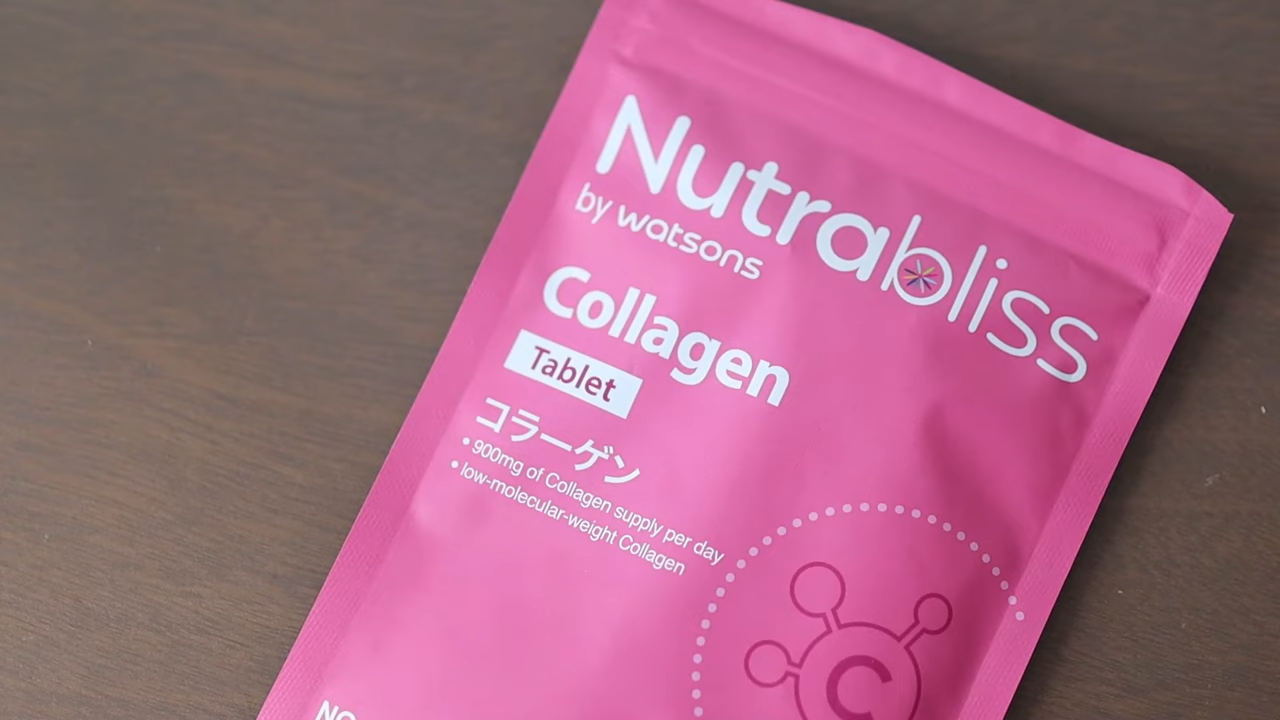 Nutrabliss
by watsons
Collagen
Tablet
コラーゲン
• 900mg of Collagen supply per day
• low-molecular-weight Collagen
C